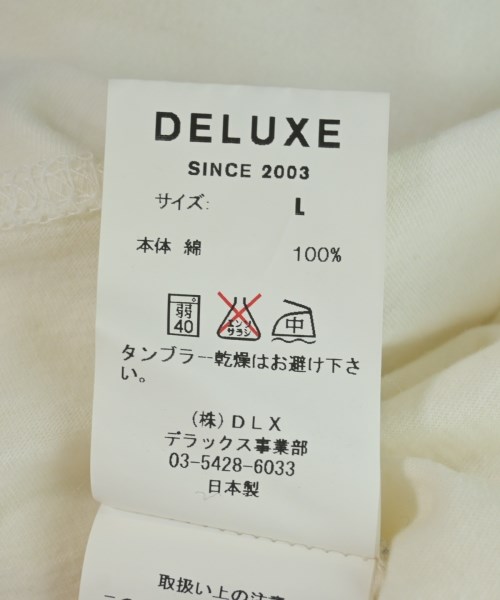 DELUXE
SINCE 2003
サイズ: L
本体 綿 100%
弱 40 エンソ サラシ 中
タンブラー乾燥はお避け下さ
い。
(株)DLX
デラックス事業部
03-5428-6033
日本製
取扱い上の注意